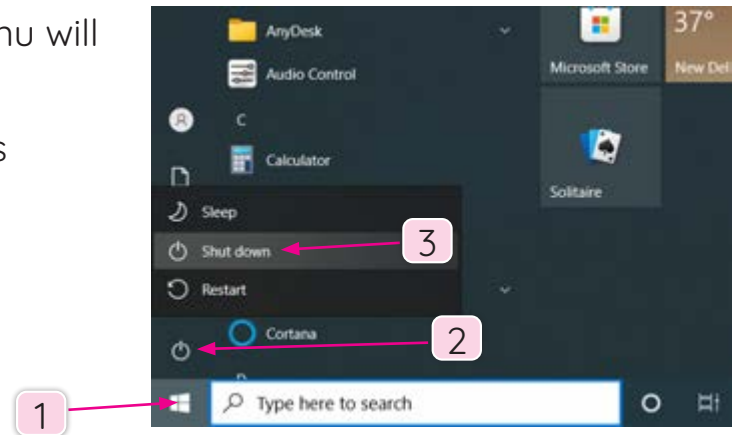 nu will
s
AnyDesk
Audio Control
C
Calculator
Sleep
Shut down
Restart
Cortana
Type here to search
Microsoft Store
37°
New Del
Solitaire
3
2
1